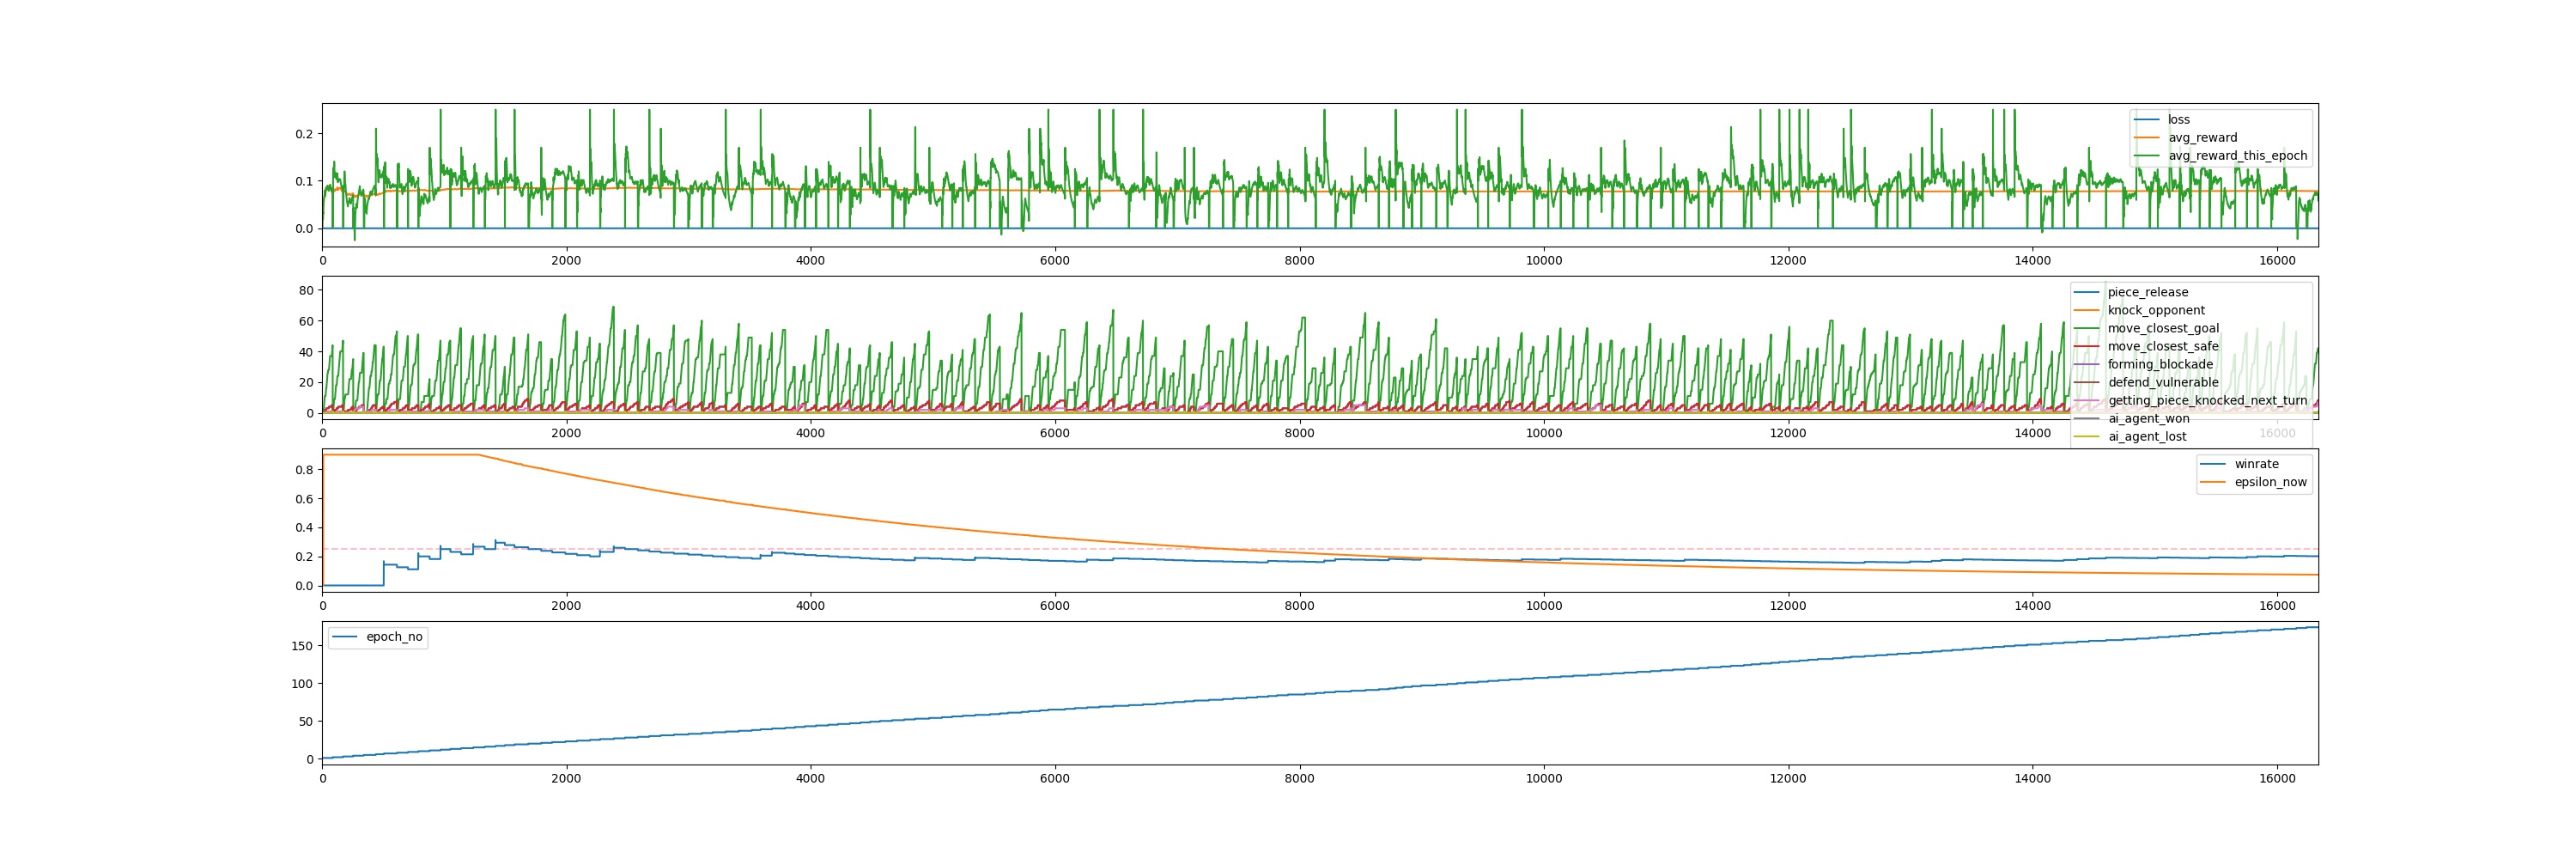 0.2
0.1
0.0
loss
avg_reward
avg_reward_this_epoch
0 2000 4000 6000 8000 10000 12000 14000 16000
80
60
40
20
0
piece_release
knock_opponent
move_closest_goal
move_closest_safe
forming_blockade
defend_vulnerable
getting_piece_knocked_next_turn
ai_agent_won
ai_agent_lost
0 2000 4000 6000 8000 10000 12000 14000 16000
0.8
0.6
0.4
0.2
0.0
winrate
epsilon_now
0 2000 4000 6000 8000 10000 12000 14000 16000
150
100
50
0
epoch_no
0 2000 4000 6000 8000 10000 12000 14000 16000